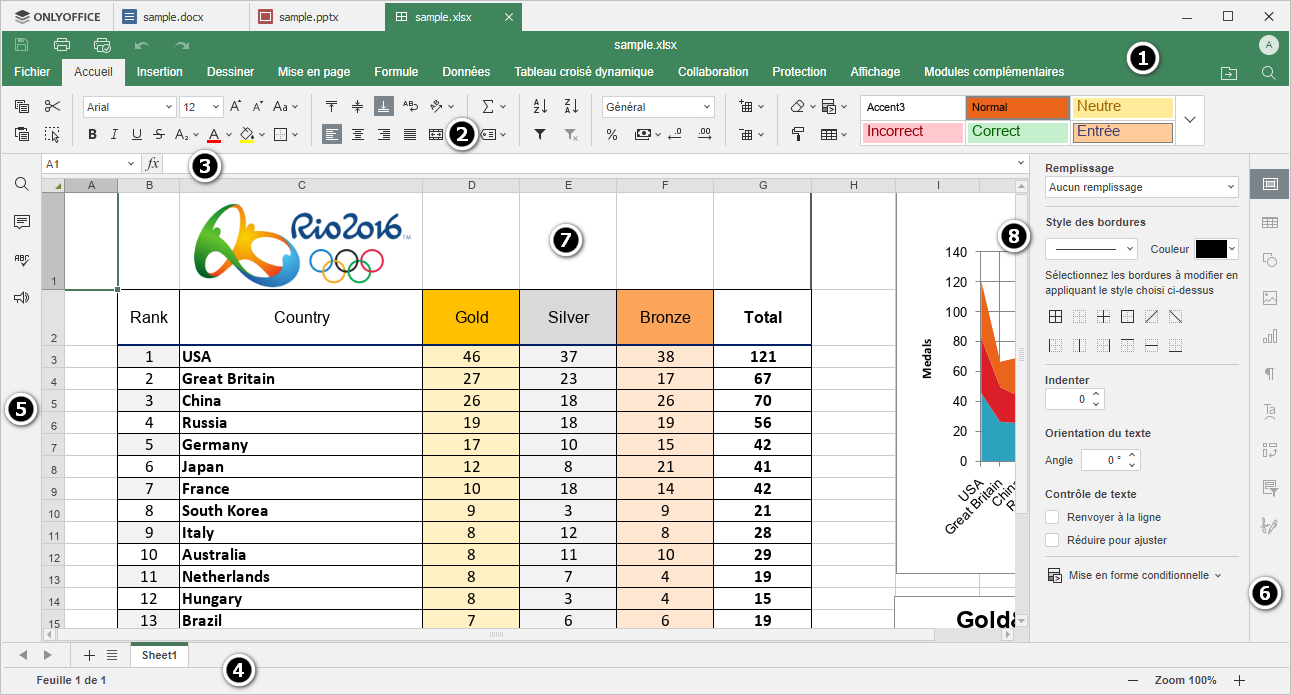 ONLYOFFICE sample.docx sample.pptx sample.xlsx
sample.xlsx A
Fichier Accueil Insertion Dessiner Mise en page Formule Données Tableau croisé dynamique Collaboration Protection Affichage Modules complémentaires
1
Arial 12 Aa Général Accent3 Normal Neutre
B I U S A2 A % Incorrect Correct Entrée
2
A1 fx
3
A B C D E F G H I
Remplissage
Aucun remplissage
Style des bordures
Couleur
Sélectionnez les bordures à modifier en
appliquant le style choisi ci-dessus
Indenter
0
Orientation du texte
Angle 0 °
Contrôle de texte
Renvoyer à la ligne
Réduire pour ajuster
Mise en forme conditionnelle
ABC
5
6
7
8
1 Rio2016 TM
2 Rank Country Gold Silver Bronze Total
3 1 USA 46 37 38 121
4 2 Great Britain 27 23 17 67
5 3 China 26 18 26 70
6 4 Russia 19 18 19 56
7 5 Germany 17 10 15 42
8 6 Japan 12 8 21 41
9 7 France 10 18 14 42
10 8 South Korea 9 3 9 21
11 9 Italy 8 12 8 28
12 10 Australia 8 11 10 29
13 11 Netherlands 8 7 4 19
14 12 Hungary 8 3 4 15
15 13 Brazil 7 6 6 19
140
120
100
80
60
40
20
0
Medals
USA
Great Britain
China
Gold&
Sheet1
4
Feuille 1 de 1 Zoom 100%